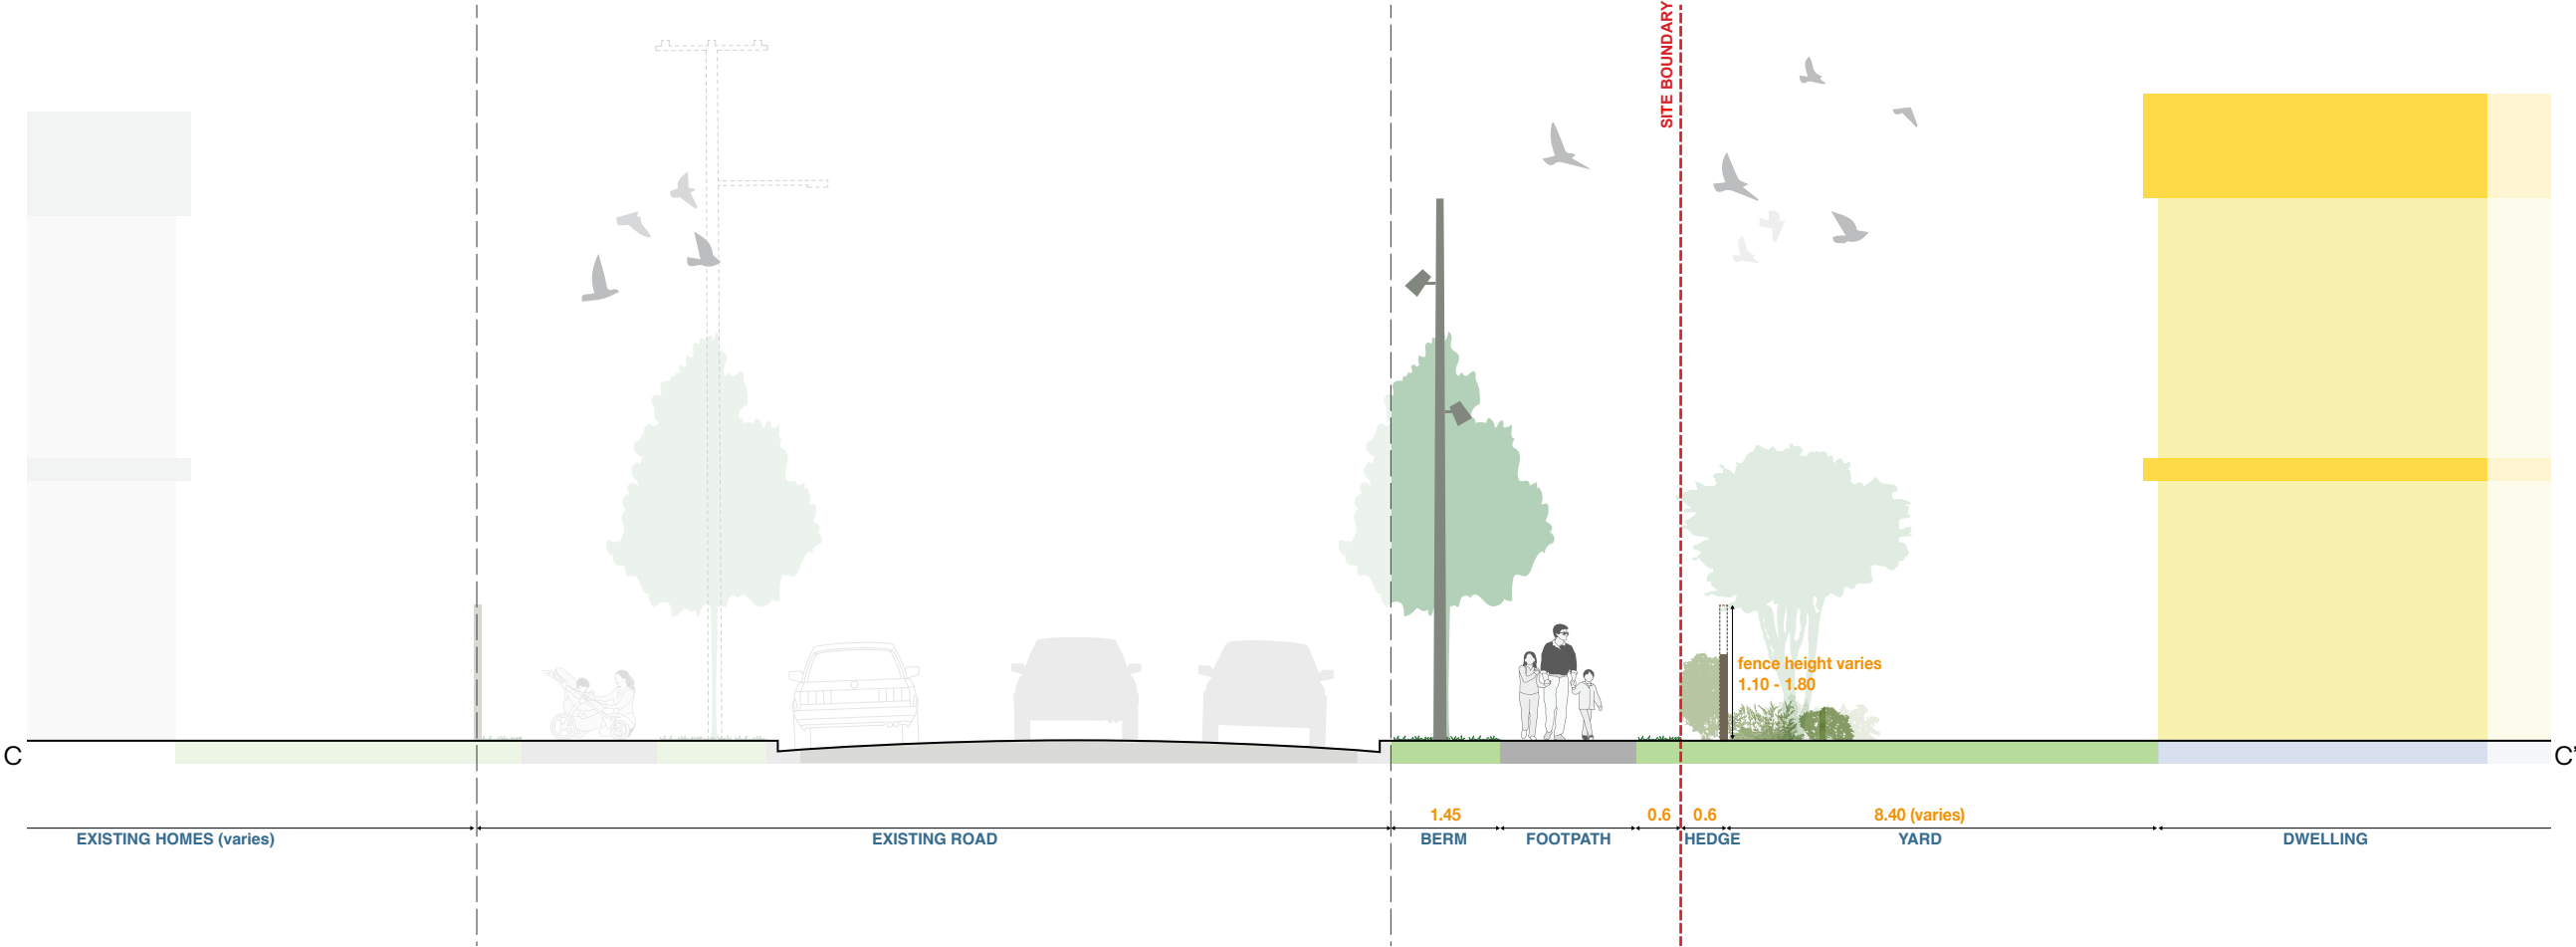 SITE BOUNDARY
fence height varies
1.10 - 1.80
C
C'
1.45
0.6
0.6
8.40 (varies)
EXISTING HOMES (varies)
EXISTING ROAD
BERM
FOOTPATH
HEDGE
YARD
DWELLING